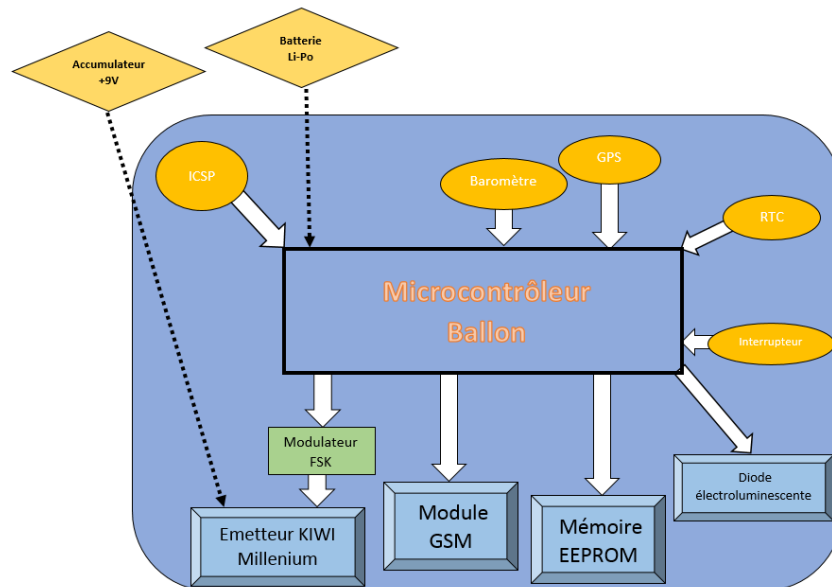 Batterie
Li-Po
Accumulateur
+9V
ICSP
Baromètre
GPS
RTC
Microcontrôleur
Ballon
Interrupteur
Modulateur
FSK
Emetteur KIWI
Millenium
Module
GSM
Mémoire
EEPROM
Diode
électroluminescente